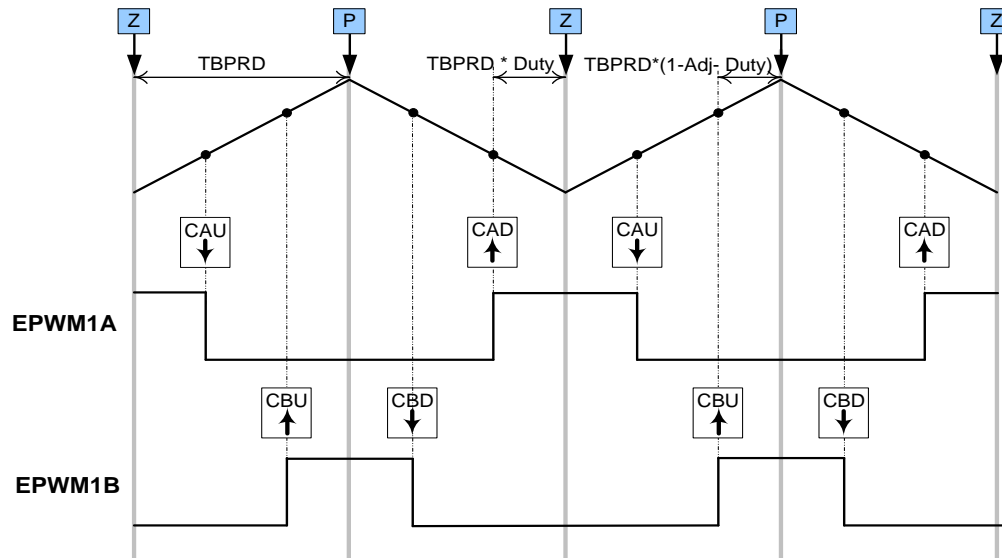 Z P Z P Z
TBPRD TBPRD * Duty TBPRD*(1-Adj- Duty)
CAU CAD CAU CAD
EPWM1A
CBU CBD CBU CBD
EPWM1B